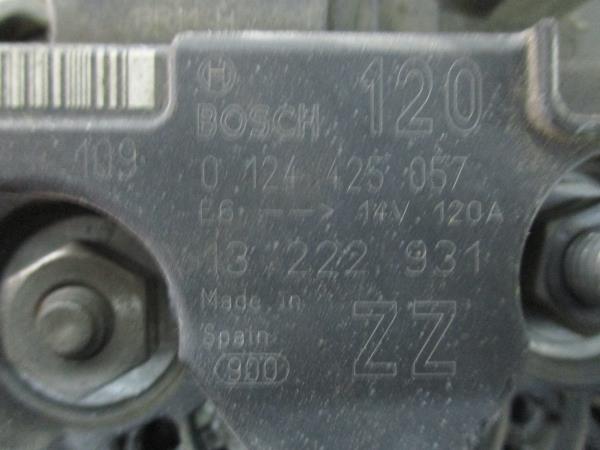 BOSCH 120
109
0 124 425 057
E6 --> 14V 120A
13 222 931
Made in
Spain
ZZ
900